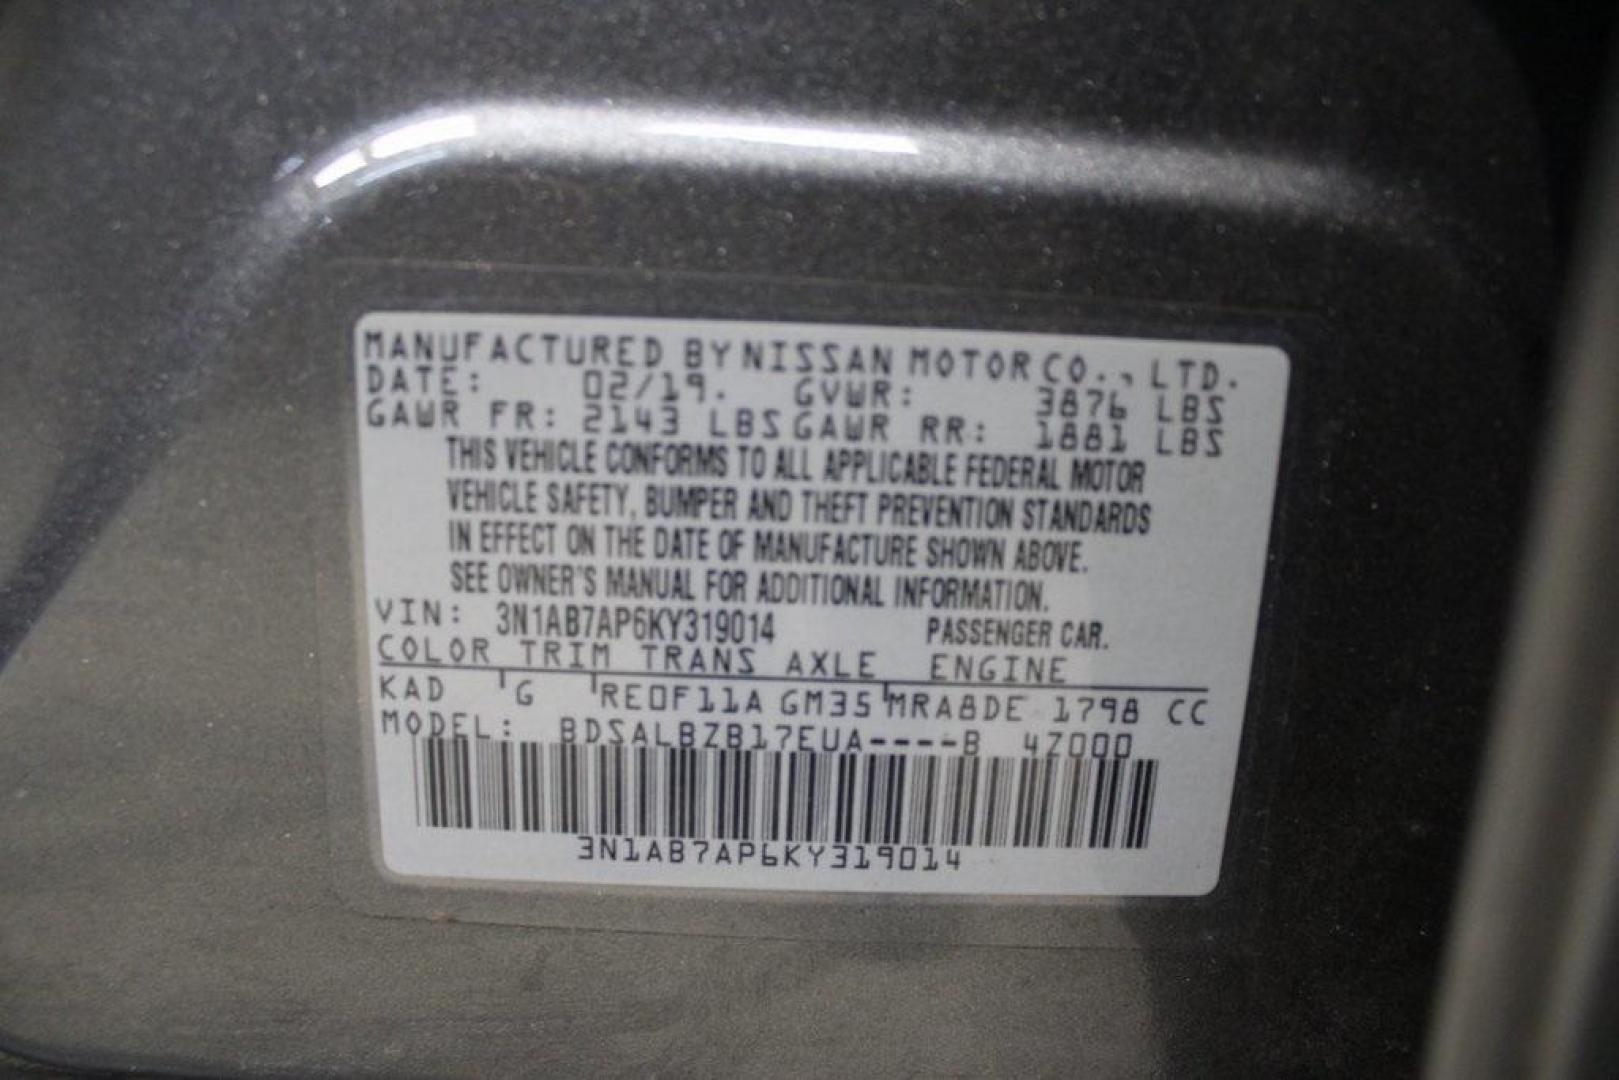 MANUFACTURED BY NISSAN MOTOR CO., LTD.
DATE: 02/19. GVWR: 3876 LBS
GAWR FR: 2143 LBS GAWR RR: 1881 LBS
THIS VEHICLE CONFORMS TO ALL APPLICABLE FEDERAL MOTOR
VEHICLE SAFETY, BUMPER AND THEFT PREVENTION STANDARDS
IN EFFECT ON THE DATE OF MANUFACTURE SHOWN ABOVE.
SEE OWNER'S MANUAL FOR ADDITIONAL INFORMATION.
VIN: 3N1AB7AP6KY319014 PASSENGER CAR.
COLOR TRIM TRANS AXLE ENGINE
KAD G RE0F11A GM35 MRA8DE 1798 CC
MODEL: BDSALBZB17EUA----B 4Z000
3N1AB7AP6KY319014